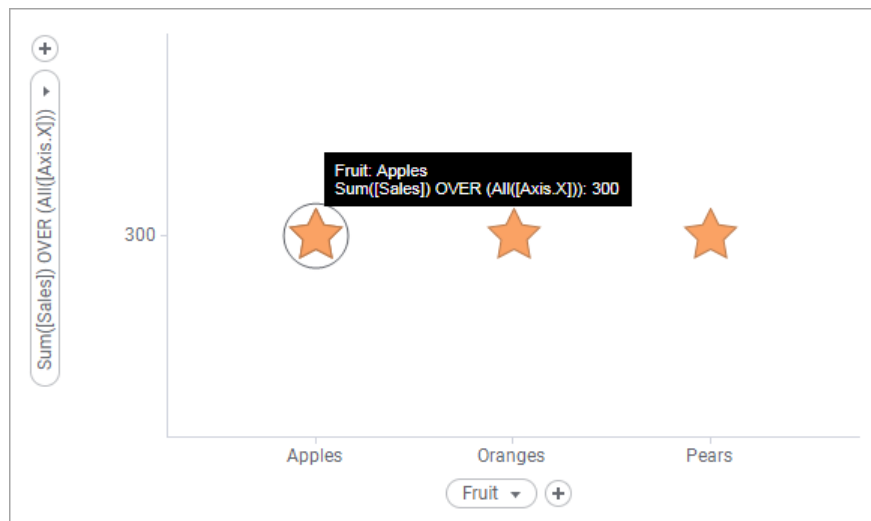 Sum([Sales]) OVER (All([Axis.X]))
Fruit: Apples
Sum([Sales]) OVER (All([Axis.X])): 300
300
Apples
Oranges
Pears
Fruit